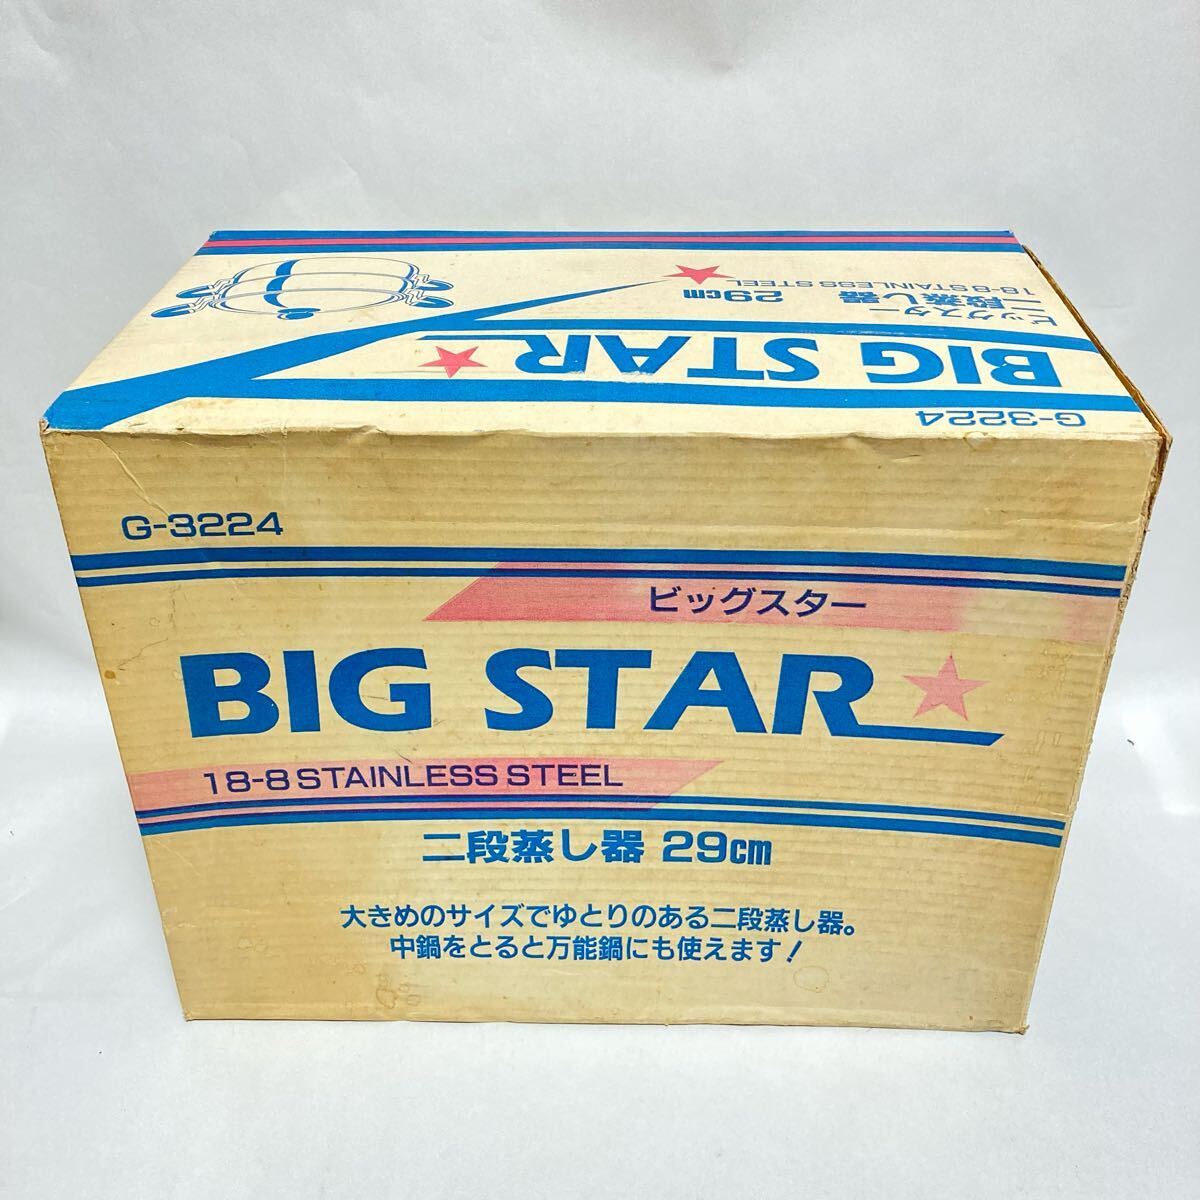 18-8 STAINLESS STEEL
ビッグスター
二段蒸し器
29cm
BIG STAR
G-3224
G-3224
ビッグスター
BIG STAR
18-8 STAINLESS STEEL
二段蒸し器 29cm
大きめのサイズでゆとりのある二段蒸し器。
中鍋をとると万能鍋にも使えます！